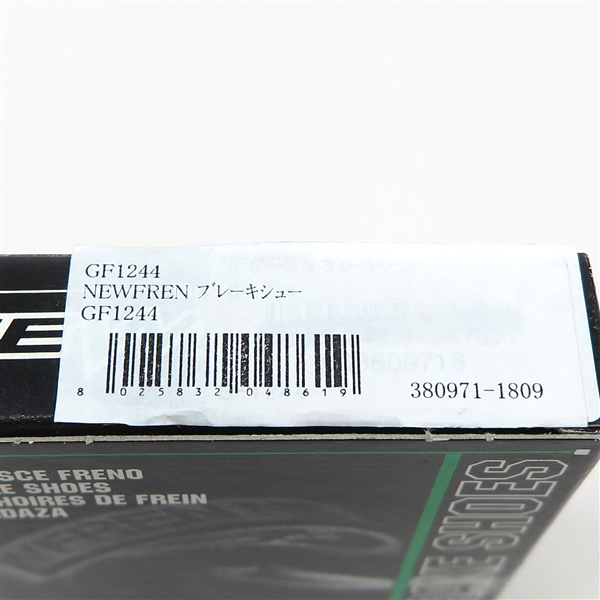 GF1244
NEWFREN ブレーキシュー
GF1244
8 025832 048619
380971-1809
SCE FRENO
E SHOES
HOIRES DE FREIN
DAZA
SHOES